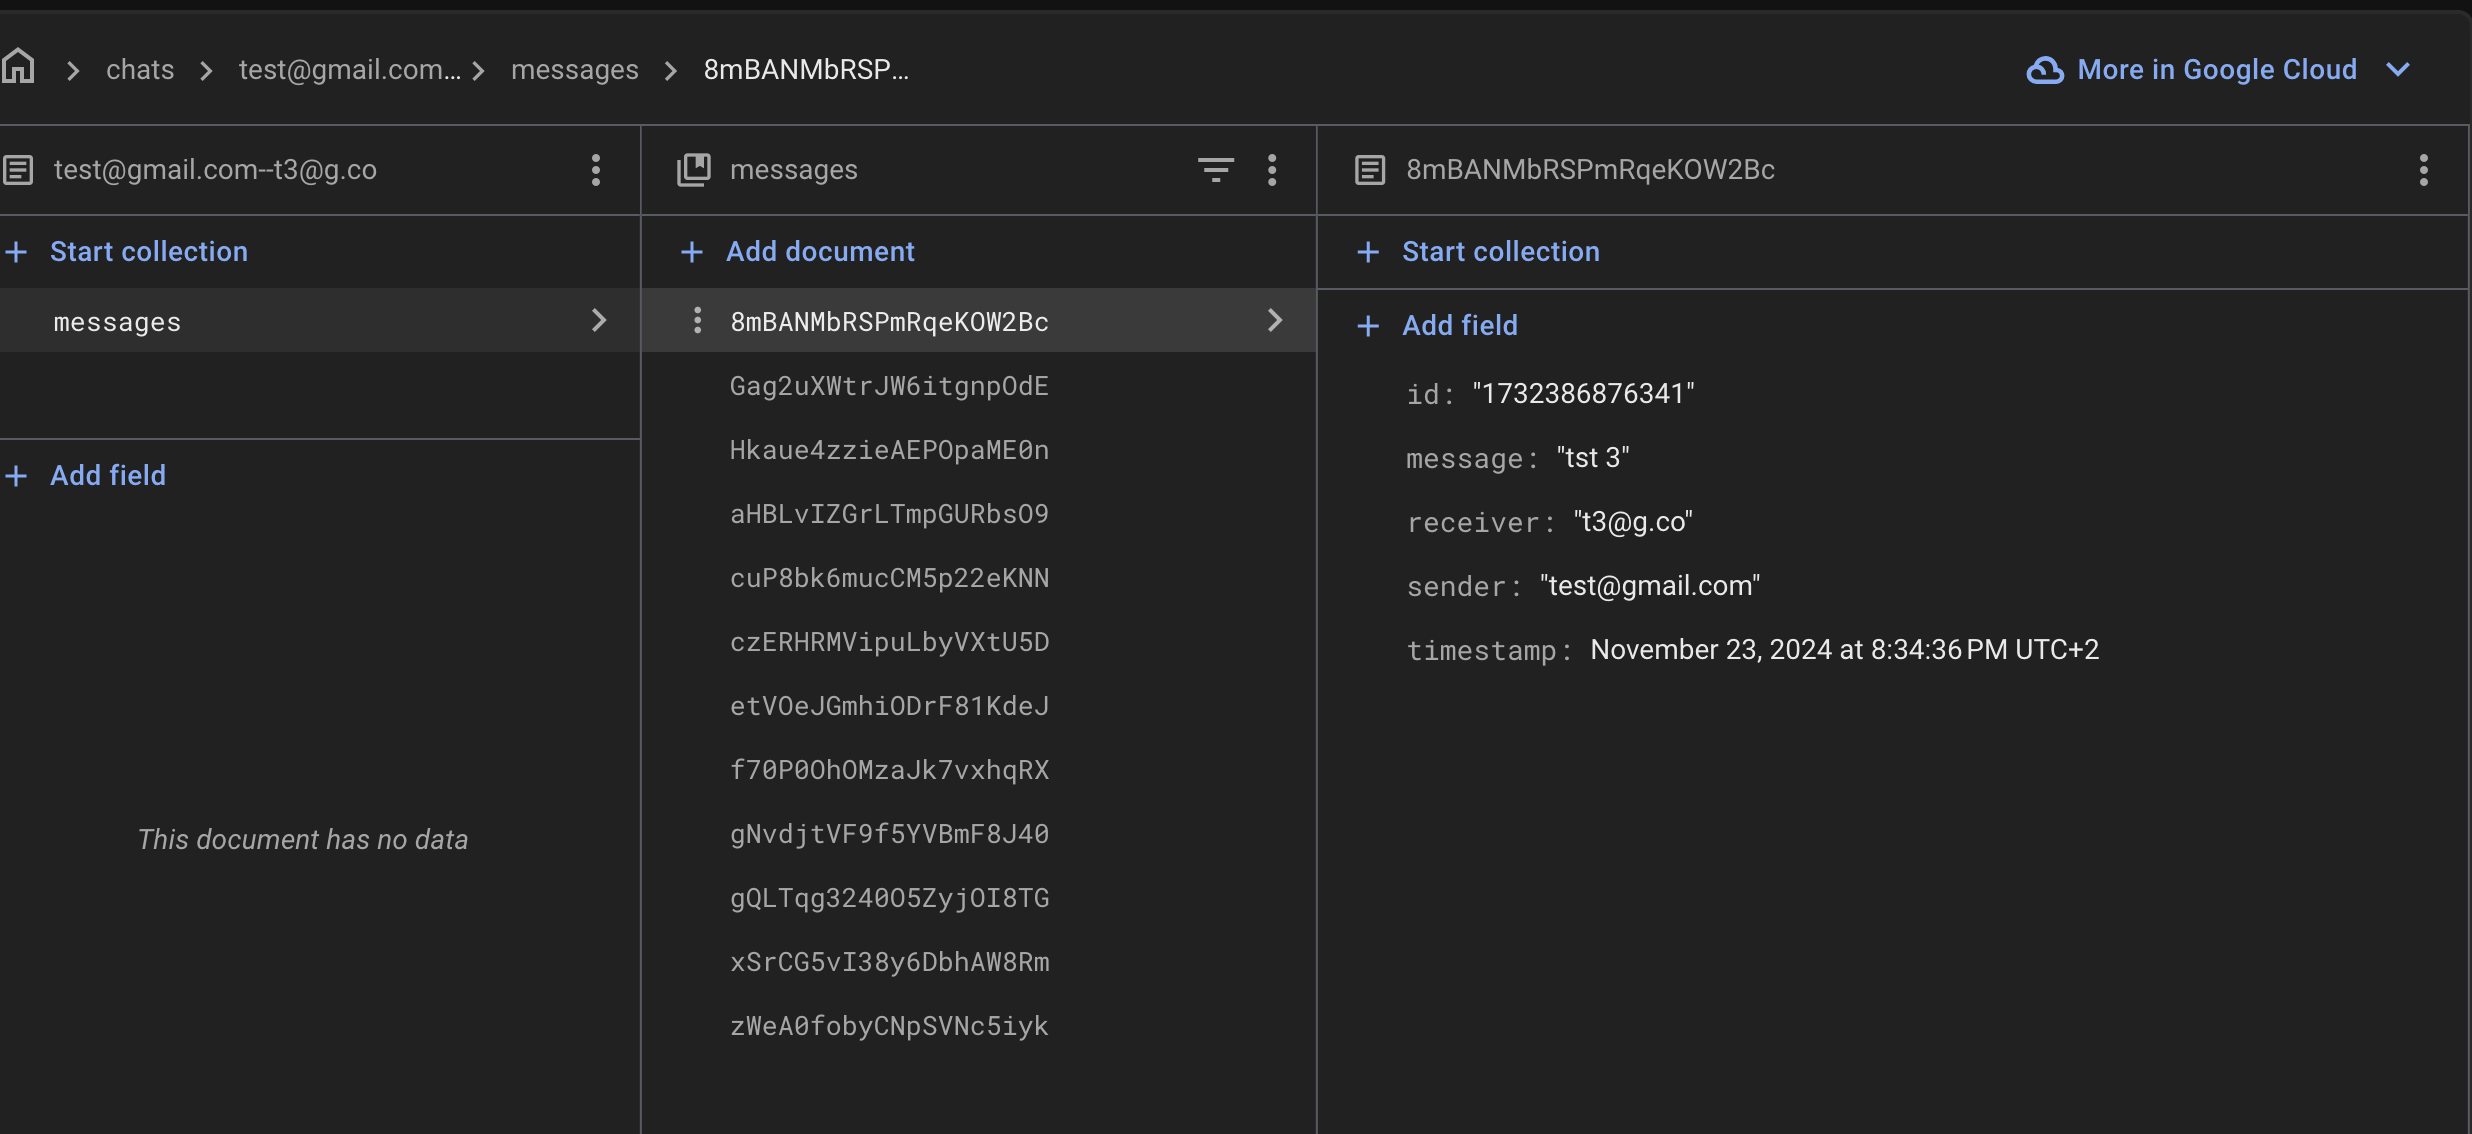 chats
test@gmail.com...
messages
8mBANMbRSP...
More in Google Cloud
test@gmail.com--t3@g.co
Start collection
messages
Add field
This document has no data
messages
Add document
8mBANMbRSPmRqeKOW2Bc
Gag2uXWtrJW6itgnpOdE
Hkaue4zzieAEPOpaME0n
aHBLvIZGrLTmpGURbsO9
cuP8bk6mucCM5p22eKNN
czERHRMVipuLbyVXtU5D
etVOeJGmhiODrF81KdeJ
f70P0OhOMzaJk7vxhqRX
gNvdjtVF9f5YVBmF8J40
gQLTqg3240O5ZyjOI8TG
xSrCG5vI38y6DbhAW8Rm
zWeA0fobyCNpSVNc5iyk
8mBANMbRSPmRqeKOW2Bc
Start collection
Add field
id: "1732386876341"
message: "tst 3"
receiver: "t3@g.co"
sender: "test@gmail.com"
timestamp: November 23, 2024 at 8:34:36 PM UTC+2